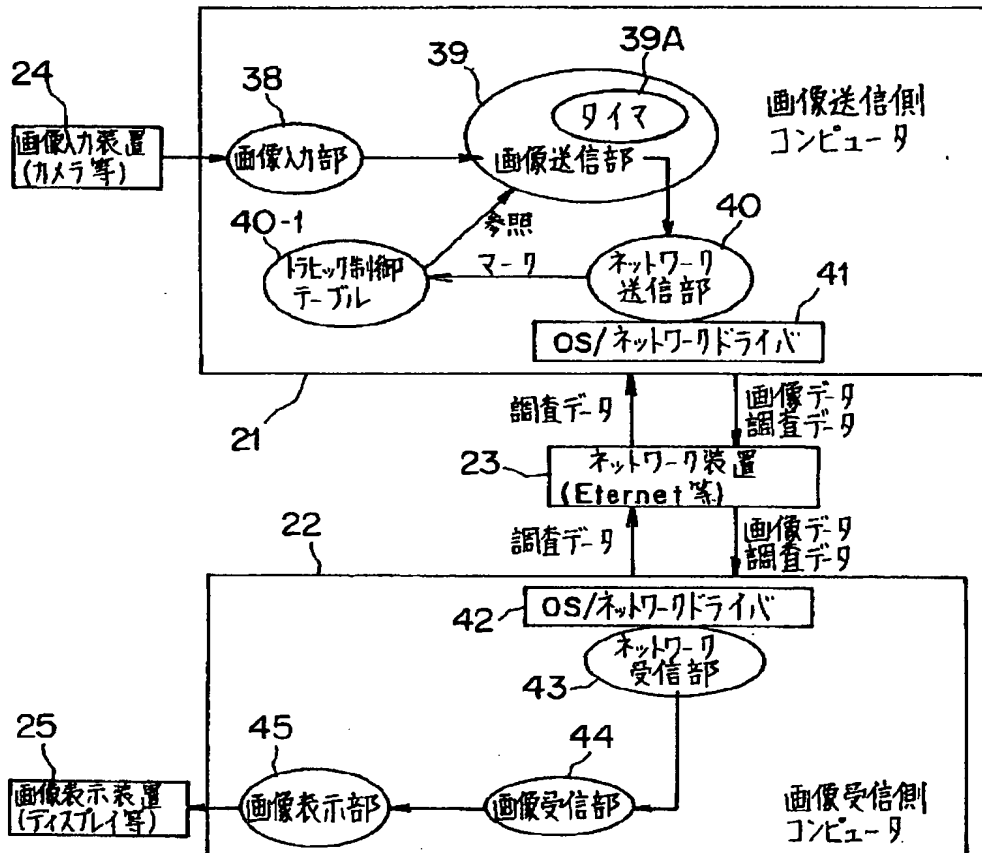 39A
39
24
38
タイマ
画像送信側
コンピュータ
画像入力装置
(カメラ等)
画像入力部
画像送信部
40-1
参照
40
トラヒック制御
テーブル
マーク
ネットワーク
送信部
41
OS/ネットワークドライバ
21
調査データ
画像データ
調査データ
23
ネットワーク装置
(Eternet等)
22
調査データ
画像データ
調査データ
42
OS/ネットワークドライバ
ネットワーク
受信部
43
25
45
44
画像表示装置
(ディスプレイ等)
画像表示部
画像受信部
画像受信側
コンピュータ